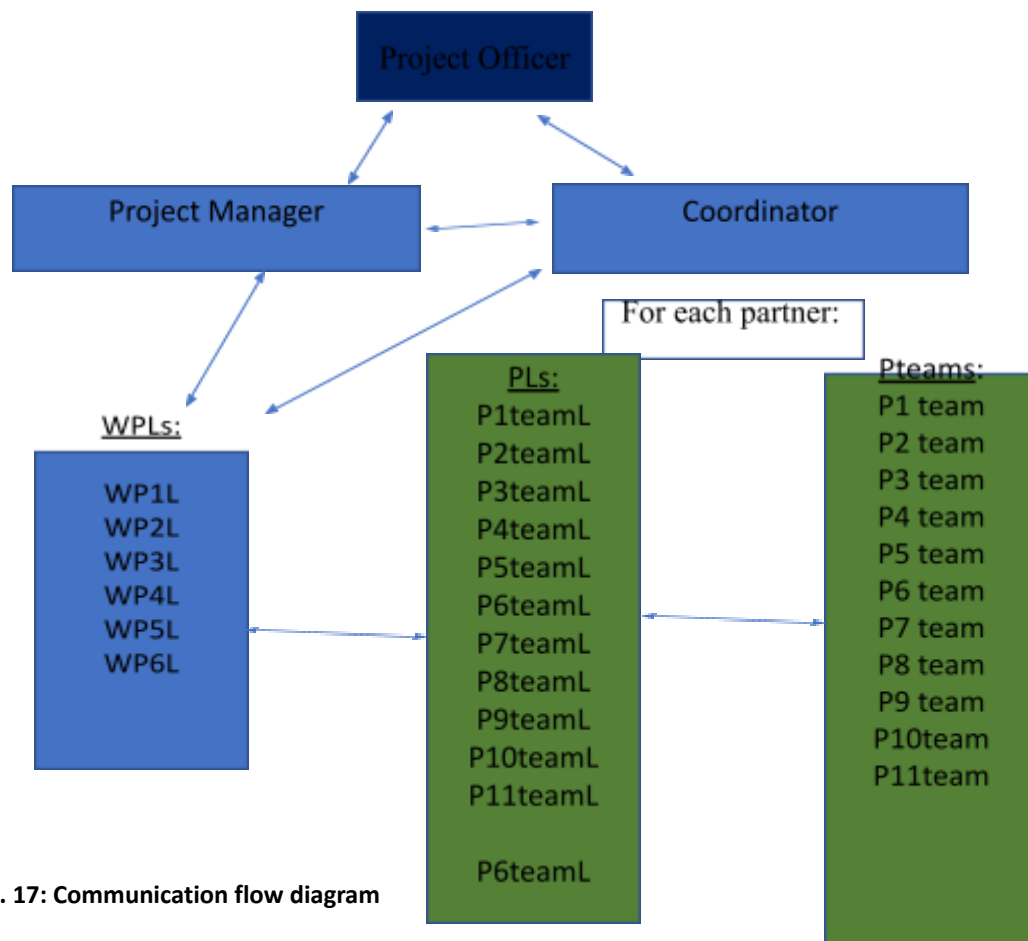 Project Officer
Project Manager
Coordinator
For each partner:
WPLs:
WP1L
WP2L
WP3L
WP4L
WP5L
WP6L
PLs:
P1teamL
P2teamL
P3teamL
P4teamL
P5teamL
P6teamL
P7teamL
P8teamL
P9teamL
P10teamL
P11teamL
P6teamL
Pteams:
P1 team
P2 team
P3 team
P4 team
P5 team
P6 team
P7 team
P8 team
P9 team
P10team
P11team
. 17: Communication flow diagram